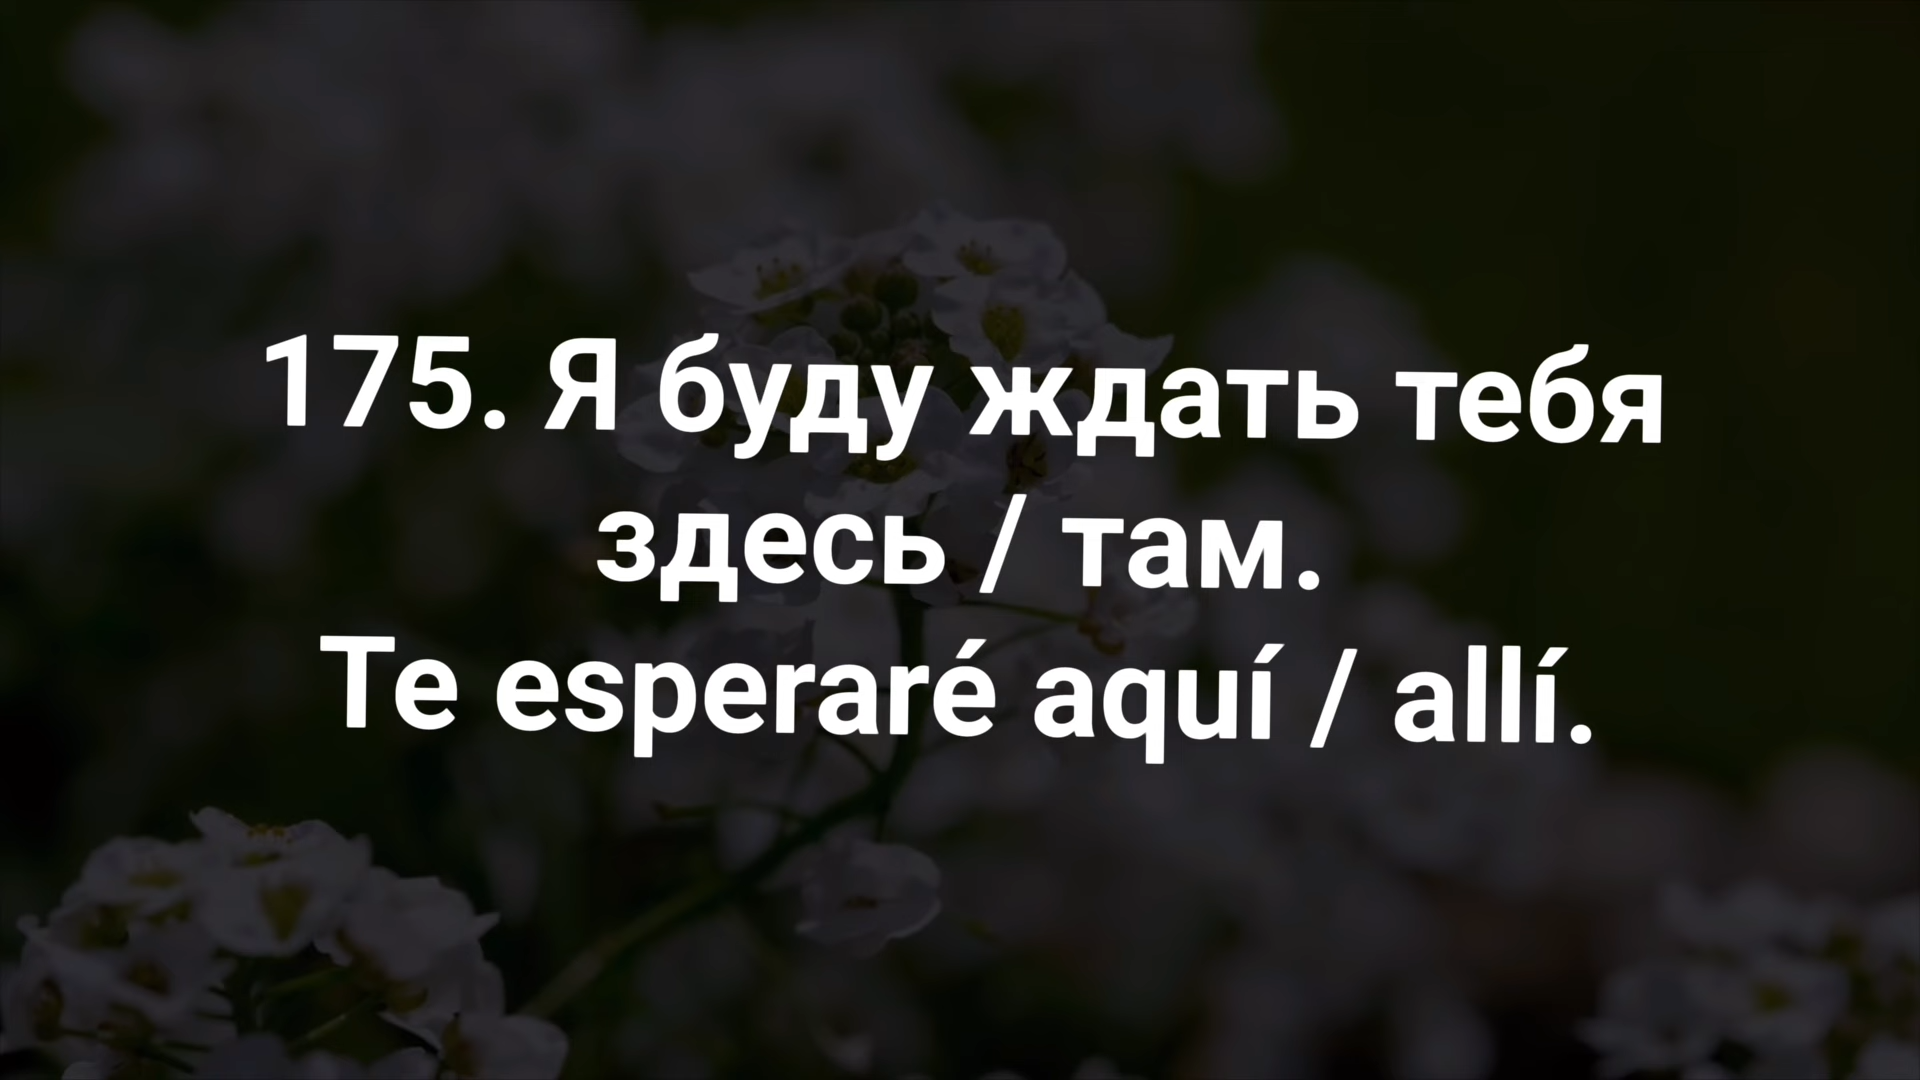 175. Я буду ждать тебя
здесь / там.
Te esperaré aquí / allí.